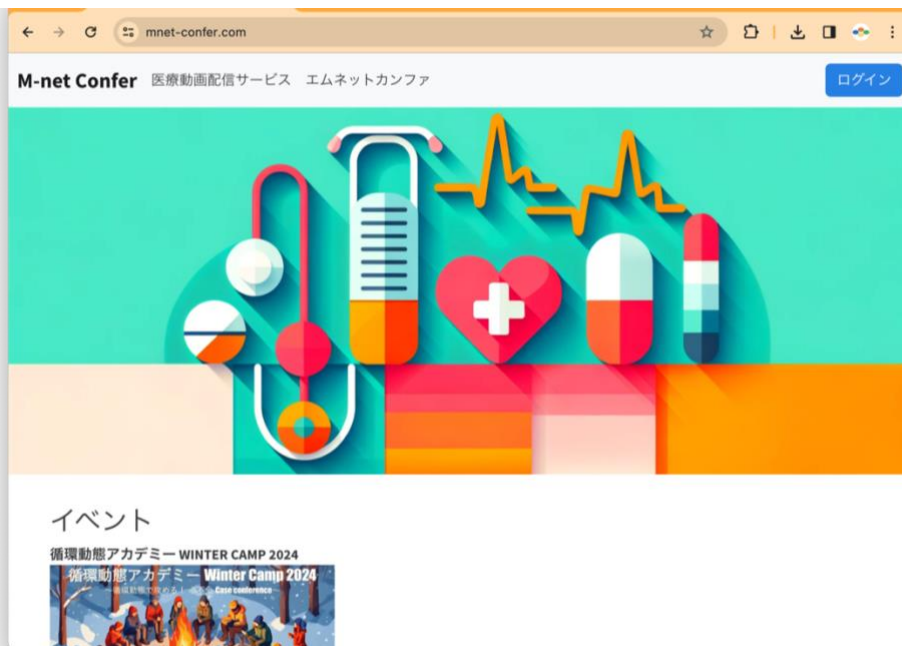 mnet-confer.com
M-net Confer 医療動画配信サービス エムネットカンファ
ログイン
イベント
循環動態アカデミー WINTER CAMP 2024
循環動態アカデミー Winter Camp 2024
Case conference